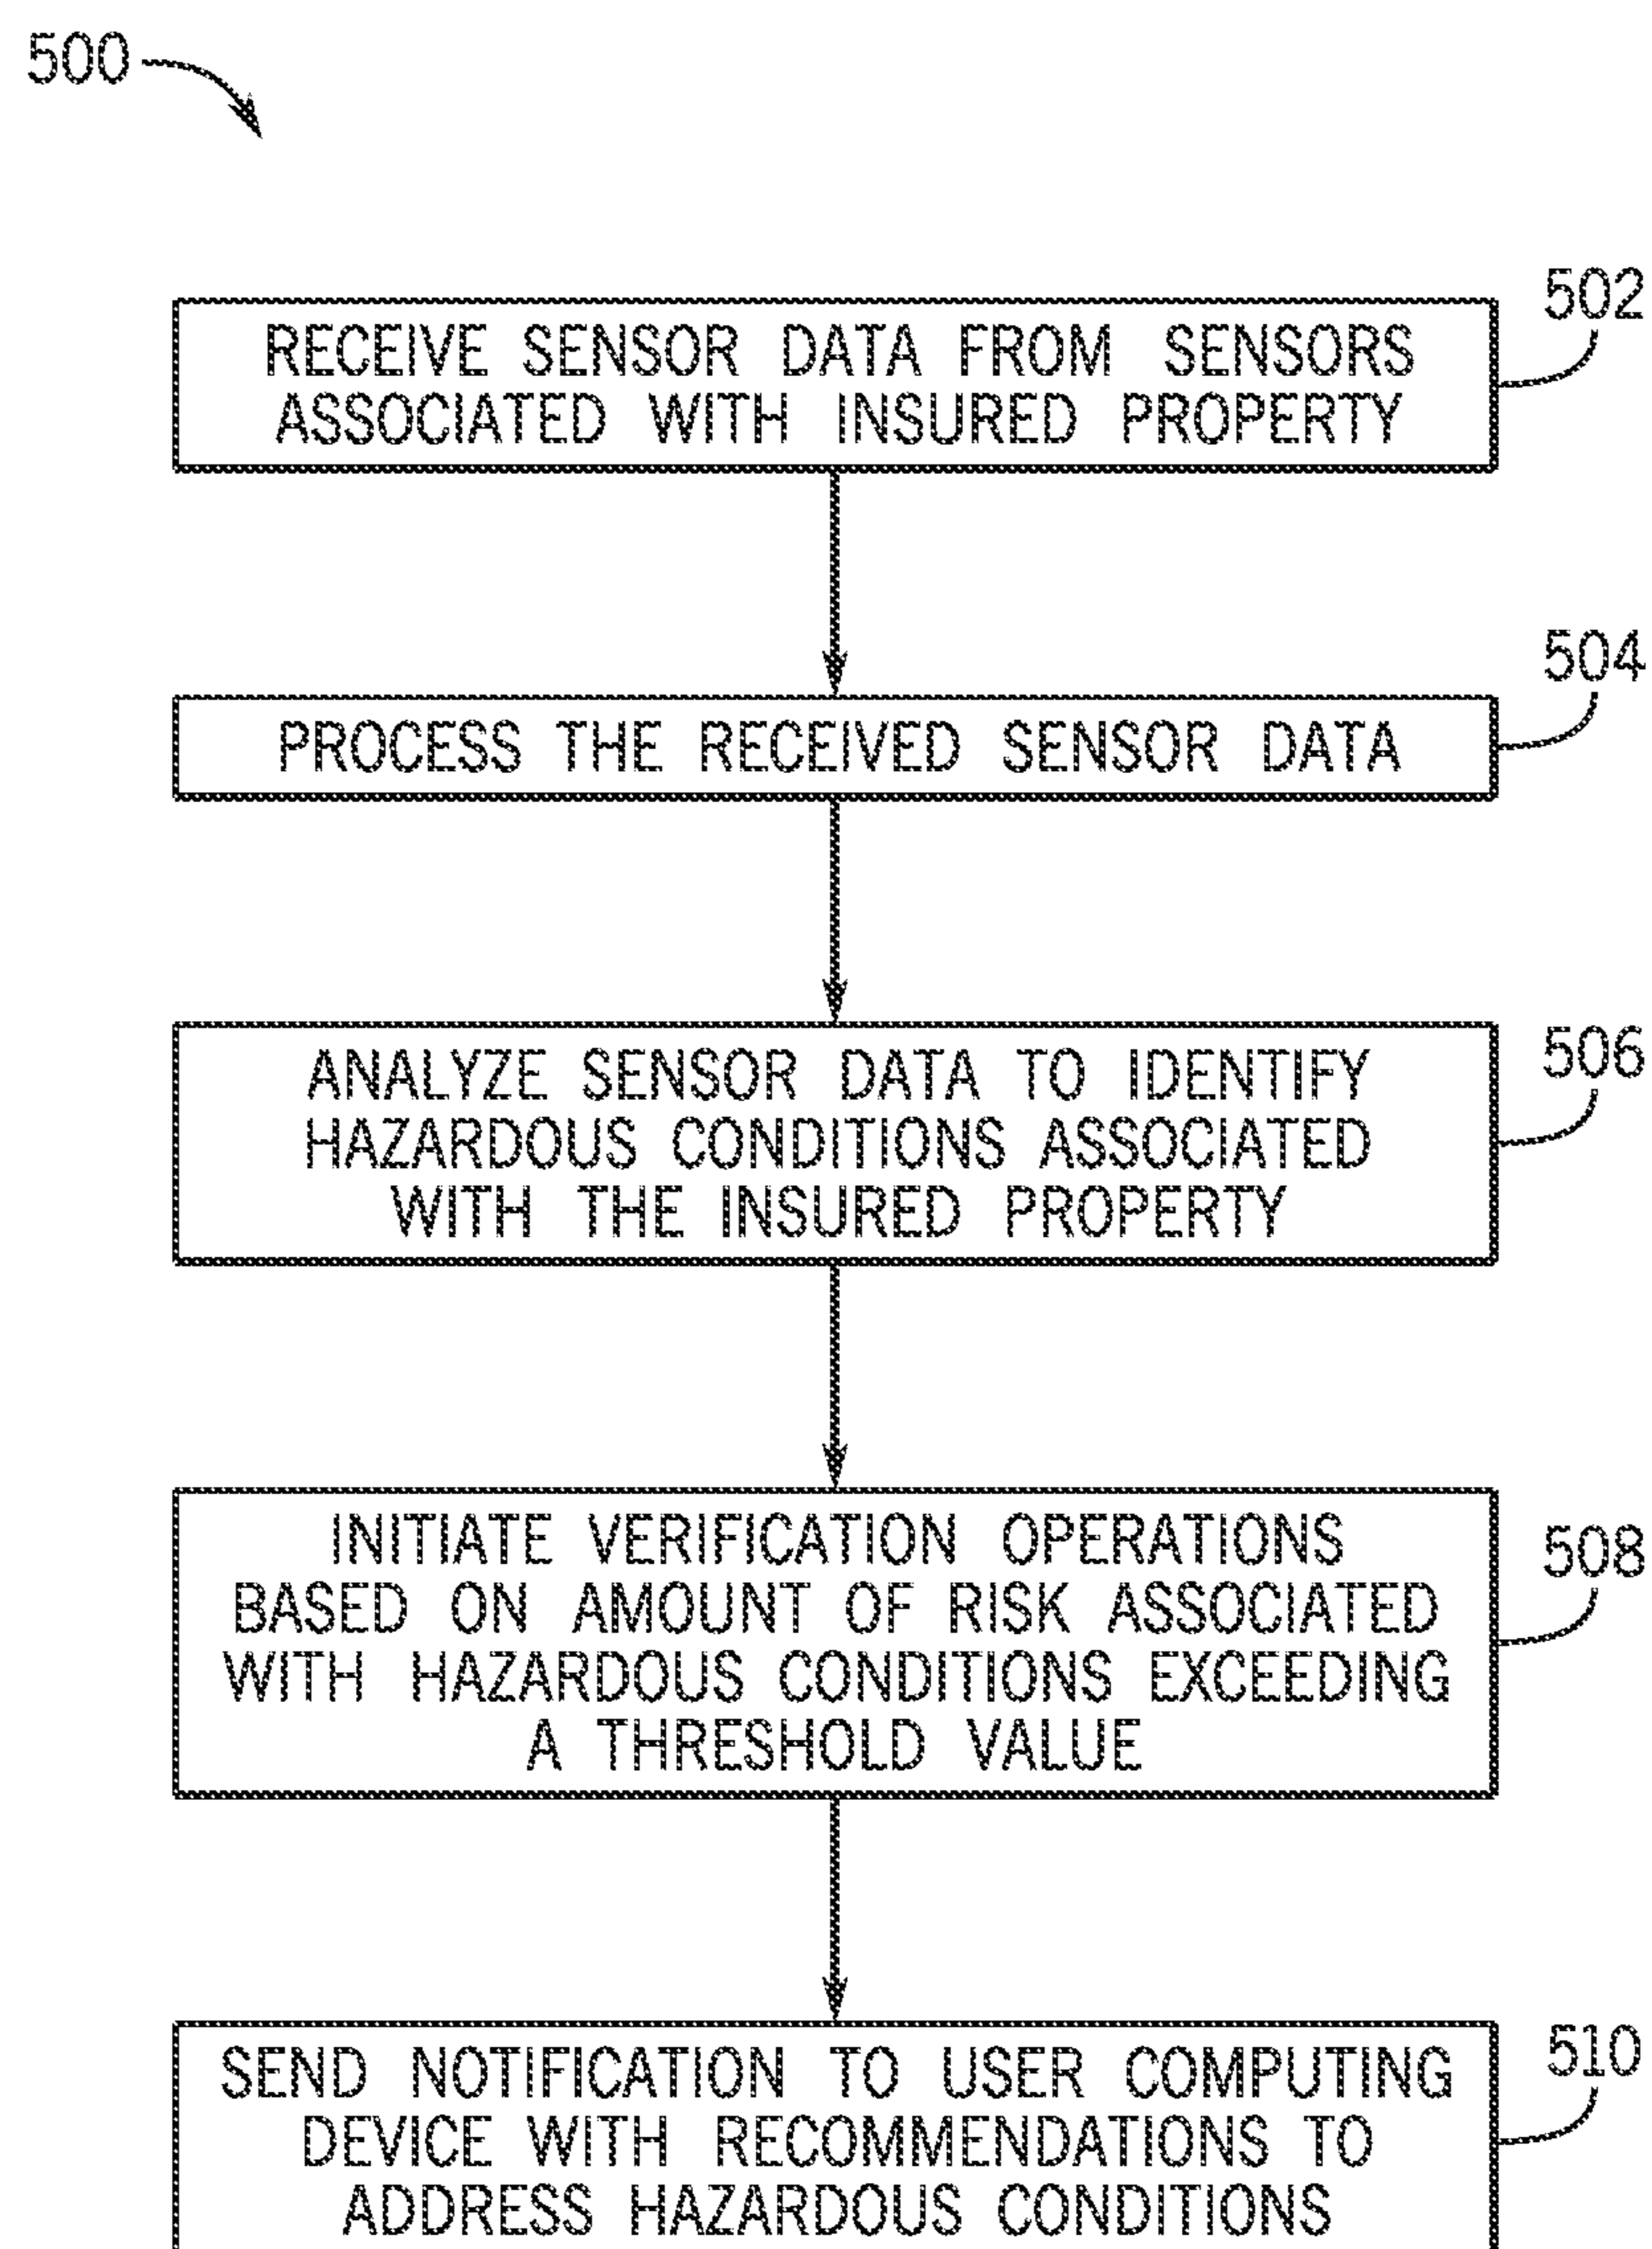 500
502
RECEIVE SENSOR DATA FROM SENSORS
ASSOCIATED WITH INSURED PROPERTY
504
PROCESS THE RECEIVED SENSOR DATA
506
ANALYZE SENSOR DATA TO IDENTIFY
HAZARDOUS CONDITIONS ASSOCIATED
WITH THE INSURED PROPERTY
508
INITIATE VERIFICATION OPERATIONS
BASED ON AMOUNT OF RISK ASSOCIATED
WITH HAZARDOUS CONDITIONS EXCEEDING
A THRESHOLD VALUE
510
SEND NOTIFICATION TO USER COMPUTING
DEVICE WITH RECOMMENDATIONS TO
ADDRESS HAZARDOUS CONDITIONS